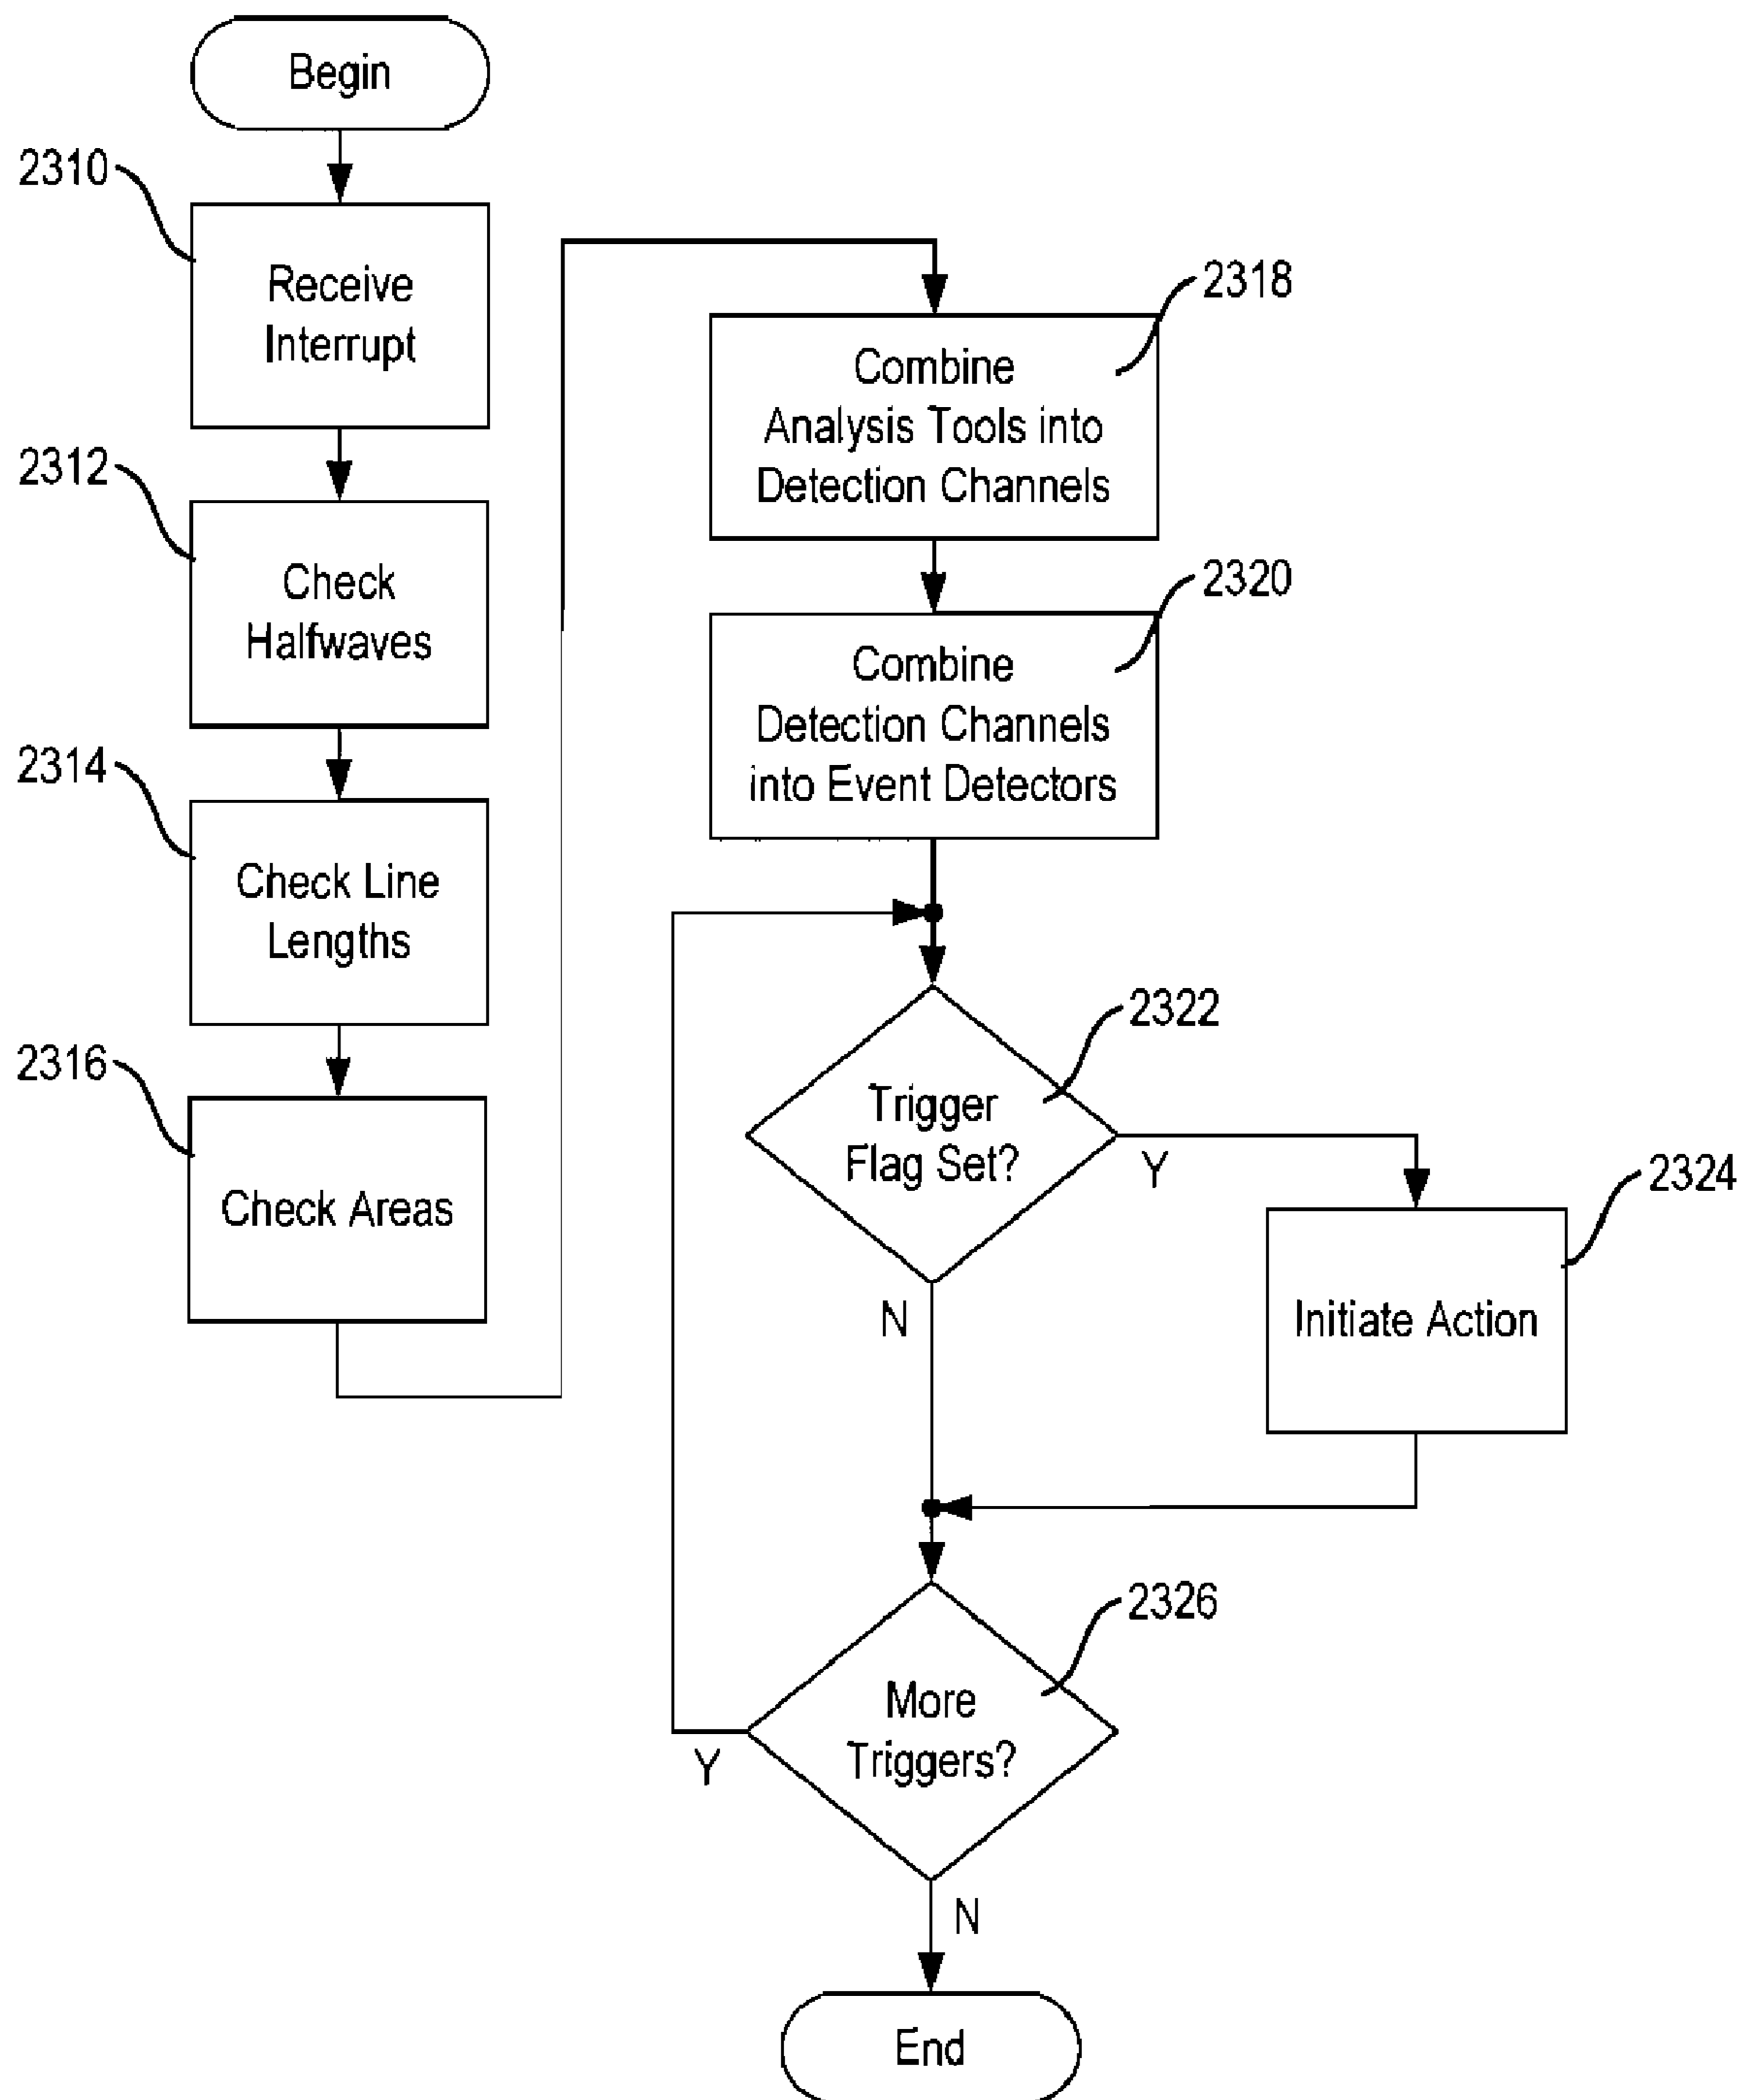 Begin
2310
Receive
Interrupt
2312
Check
Halfwaves
2314
Check Line
Lengths
2316
Check Areas
2318
Combine
Analysis Tools into
Detection Channels
2320
Combine
Detection Channels
into Event Detectors
2322
Trigger
Flag Set?
Y
N
2324
Initiate Action
2326
More
Triggers?
Y
N
End